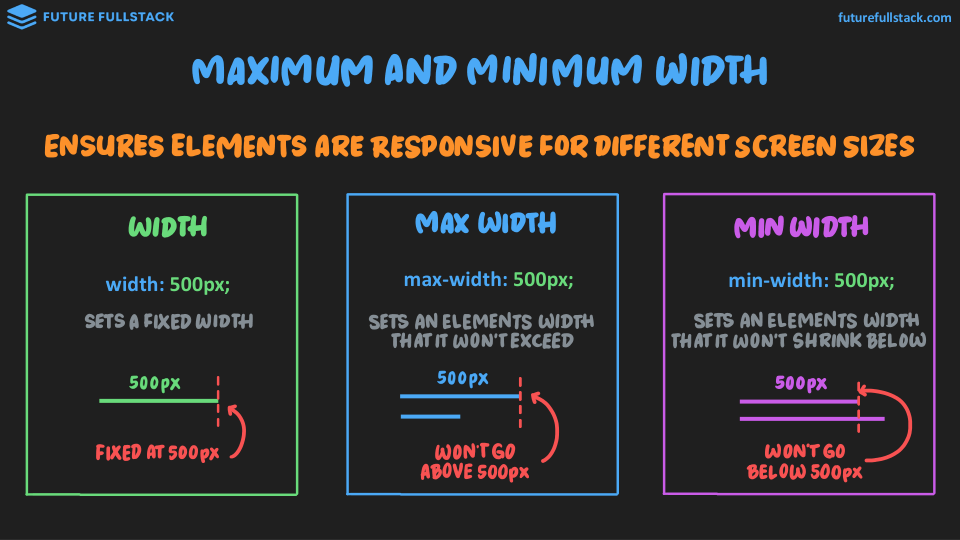 FUTURE FULLSTACK
futurefullstack.com
MAXIMUM AND MINIMUM WIDTH
ENSURES ELEMENTS ARE RESPONSIVE FOR DIFFERENT SCREEN SIZES
WIDTH
width: 500px;
SETS A FIXED WIDTH
500px
FIXED AT 500px
MAX WIDTH
max-width: 500px;
SETS AN ELEMENTS WIDTH
THAT IT WON'T EXCEED
500px
WON'T GO
ABOVE 500px
MIN WIDTH
min-width: 500px;
SETS AN ELEMENTS WIDTH
THAT IT WON'T SHRINK BELOW
500px
WON'T GO
BELOW 500px